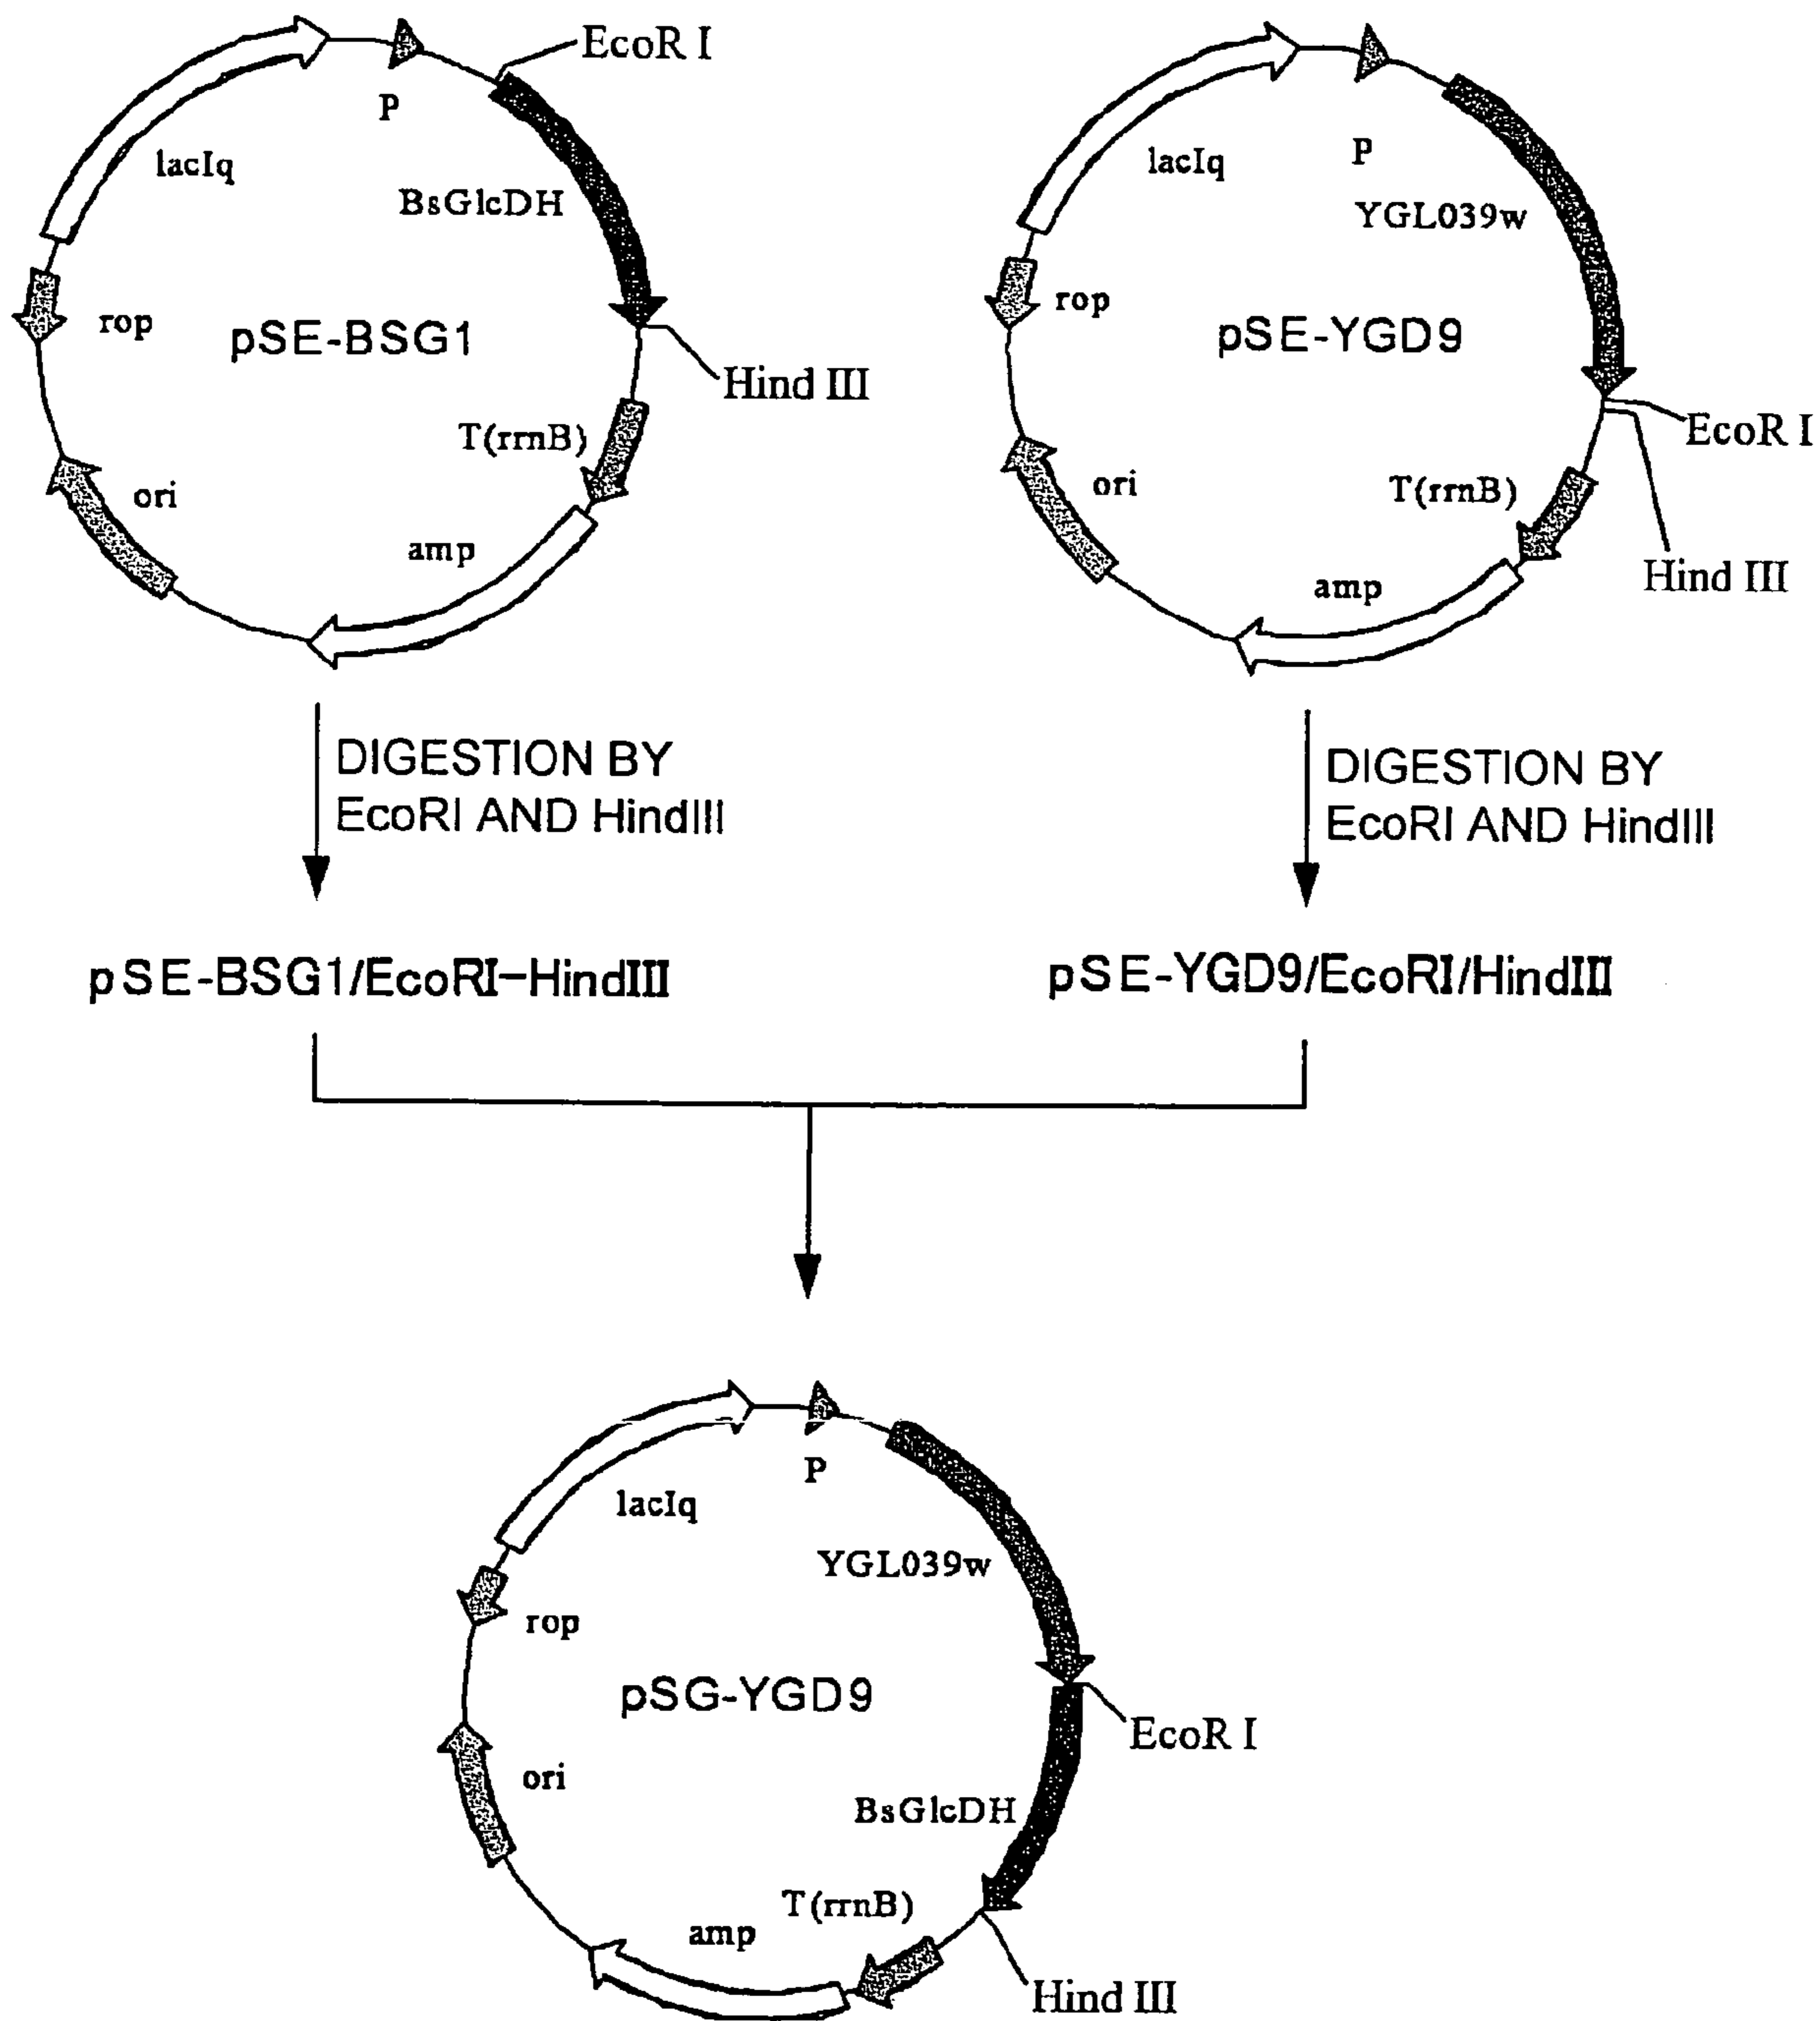 EcoR I
P
lacIq
BsGlcDH
rop
pSE-BSG1
Hind III
T(rrnB)
ori
amp
P
lacIq
YGL039w
rop
pSE-YGD9
EcoR I
T(rrnB)
ori
Hind III
amp
DIGESTION BY
EcoRI AND HindIII
DIGESTION BY
EcoRI AND HindIII
pSE-BSG1/EcoRI-HindIII
pSE-YGD9/EcoRI/HindIII
P
lacIq
YGL039w
rop
pSG-YGD9
EcoR I
ori
BsGlcDH
T(rrnB)
amp
Hind III